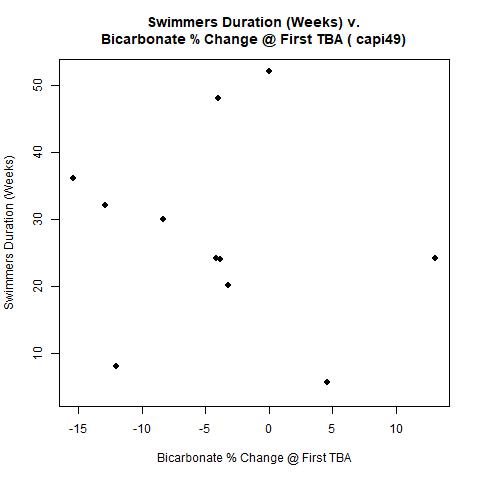 Swimmers Duration (Weeks) v.
Bicarbonate % Change @ First TBA ( capi49)
Swimmers Duration (Weeks)
50
40
30
20
10
-15 -10 -5 0 5 10
Bicarbonate % Change @ First TBA